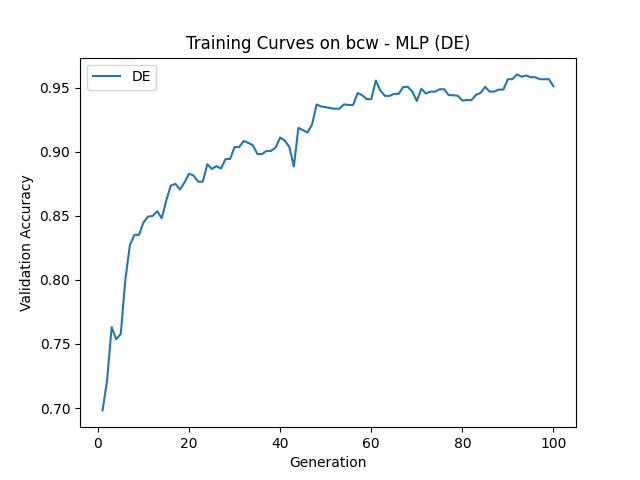 Training Curves on bcw - MLP (DE)
DE
0.95
0.90
0.85
0.80
0.75
0.70
Validation Accuracy
0 20 40 60 80 100
Generation